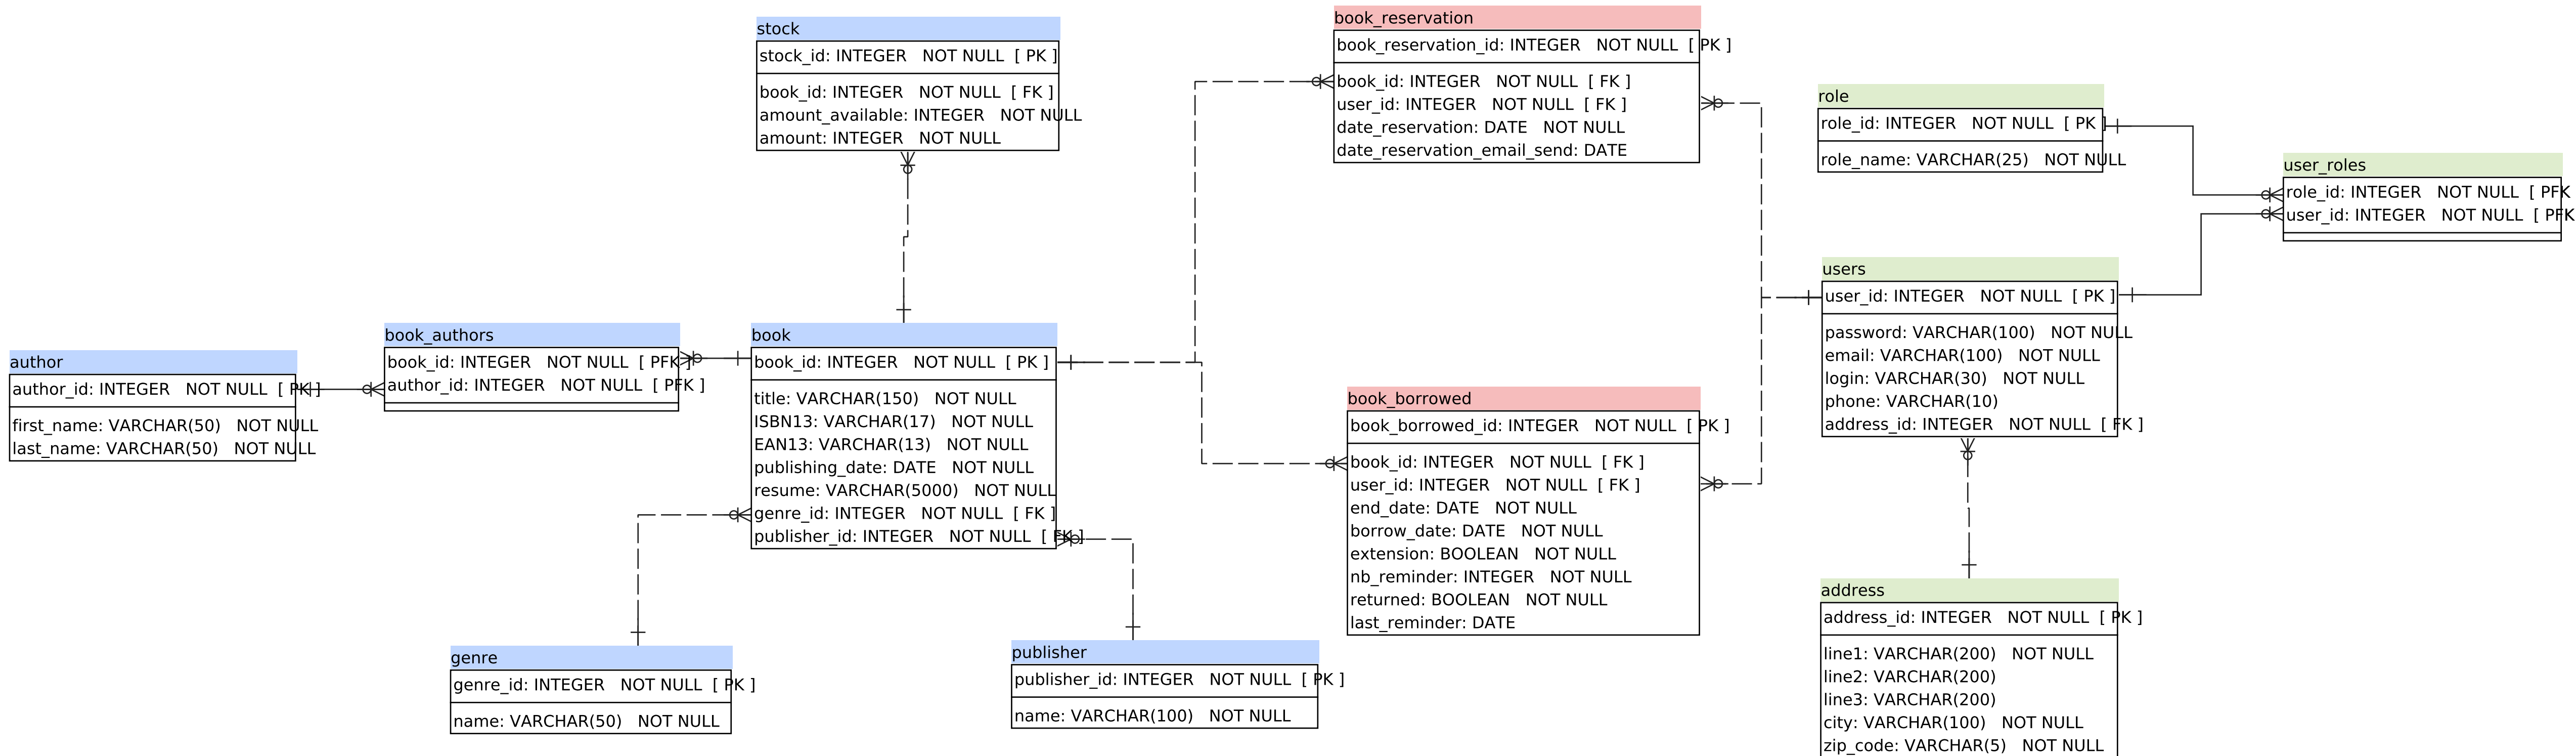 stock
stock_id: INTEGER NOT NULL [ PK ]
book_id: INTEGER NOT NULL [ FK ]
amount_available: INTEGER NOT NULL
amount: INTEGER NOT NULL
book_reservation
book_reservation_id: INTEGER NOT NULL [ PK ]
book_id: INTEGER NOT NULL [ FK ]
user_id: INTEGER NOT NULL [ FK ]
date_reservation: DATE NOT NULL
date_reservation_email_send: DATE
role
role_id: INTEGER NOT NULL [ PK ]
role_name: VARCHAR(25) NOT NULL
user_roles
role_id: INTEGER NOT NULL [ PFK
user_id: INTEGER NOT NULL [ PFK
users
user_id: INTEGER NOT NULL [ PK ]
password: VARCHAR(100) NOT NULL
email: VARCHAR(100) NOT NULL
login: VARCHAR(30) NOT NULL
phone: VARCHAR(10)
address_id: INTEGER NOT NULL [ FK ]
author
author_id: INTEGER NOT NULL [ PK ]
first_name: VARCHAR(50) NOT NULL
last_name: VARCHAR(50) NOT NULL
book_authors
book_id: INTEGER NOT NULL [ PFK ]
author_id: INTEGER NOT NULL [ PFK ]
book
book_id: INTEGER NOT NULL [ PK ]
title: VARCHAR(150) NOT NULL
ISBN13: VARCHAR(17) NOT NULL
EAN13: VARCHAR(13) NOT NULL
publishing_date: DATE NOT NULL
resume: VARCHAR(5000) NOT NULL
genre_id: INTEGER NOT NULL [ FK ]
publisher_id: INTEGER NOT NULL [ FK ]
book_borrowed
book_borrowed_id: INTEGER NOT NULL [ PK ]
book_id: INTEGER NOT NULL [ FK ]
user_id: INTEGER NOT NULL [ FK ]
end_date: DATE NOT NULL
borrow_date: DATE NOT NULL
extension: BOOLEAN NOT NULL
nb_reminder: INTEGER NOT NULL
returned: BOOLEAN NOT NULL
last_reminder: DATE
genre
genre_id: INTEGER NOT NULL [ PK ]
name: VARCHAR(50) NOT NULL
publisher
publisher_id: INTEGER NOT NULL [ PK ]
name: VARCHAR(100) NOT NULL
address
address_id: INTEGER NOT NULL [ PK ]
line1: VARCHAR(200) NOT NULL
line2: VARCHAR(200)
line3: VARCHAR(200)
city: VARCHAR(100) NOT NULL
zip_code: VARCHAR(5) NOT NULL